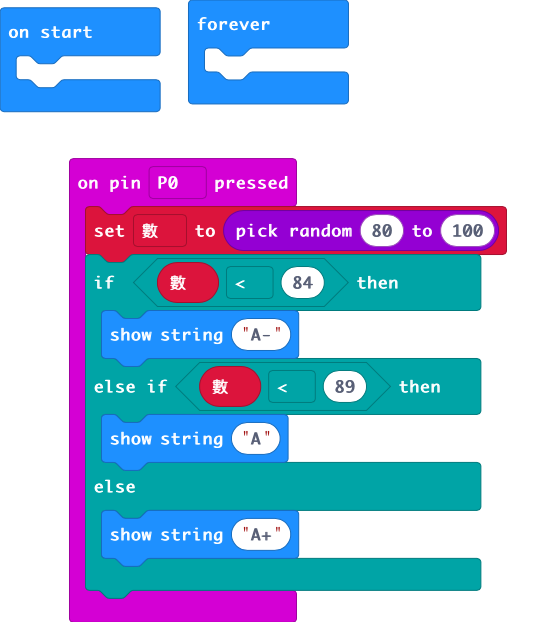 on start
forever
on pin P0 pressed
set 數 to pick random 80 to 100
if 數 < 84 then
show string "A-"
else if 數 < 89 then
show string "A"
else
show string "A+"